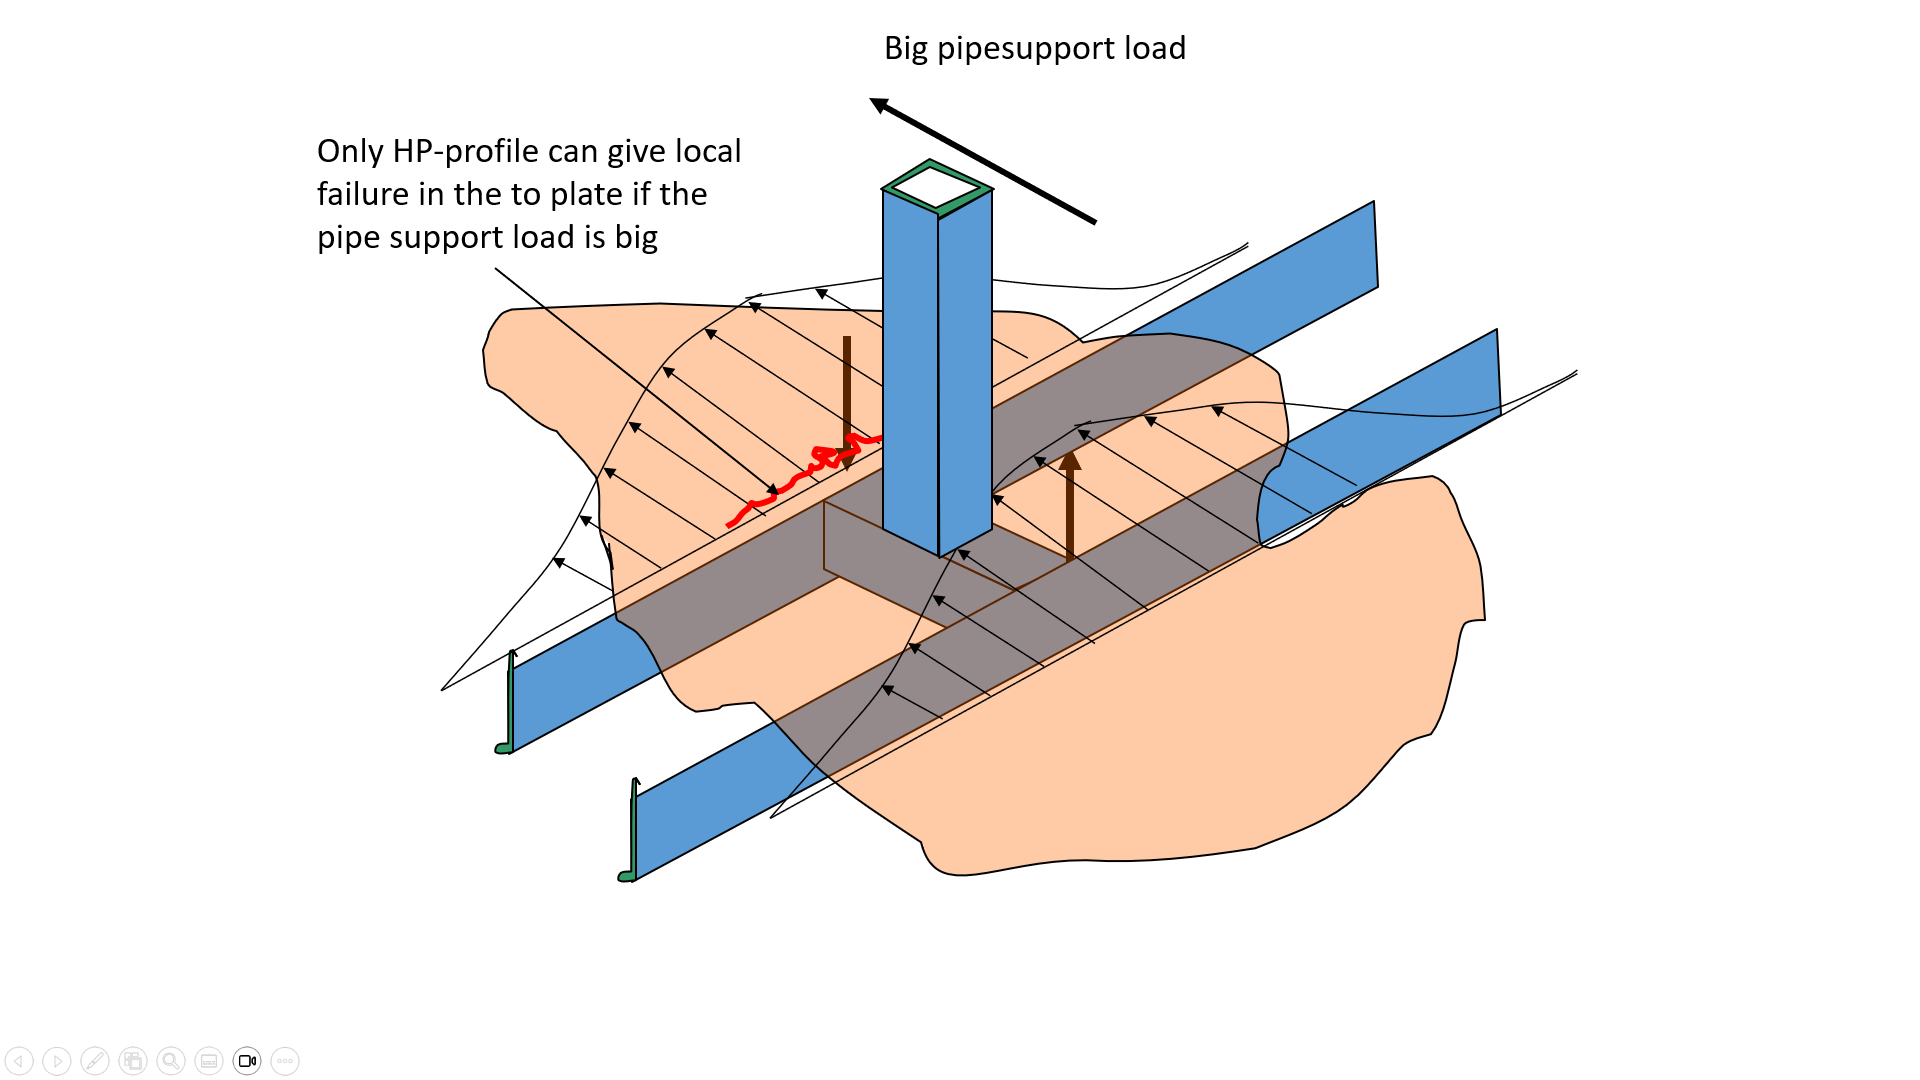 Big pipesupport load
Only HP-profile can give local
failure in the to plate if the
pipe support load is big